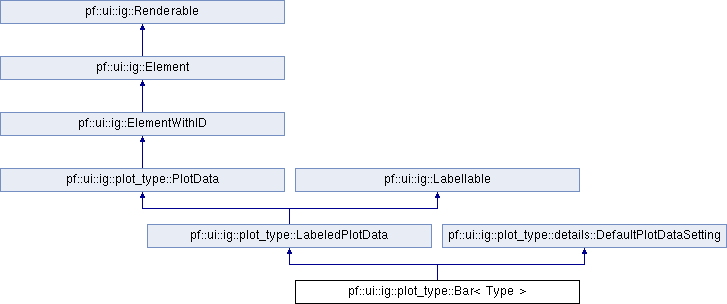 pf::ui::ig::Renderable
pf::ui::ig::Element
pf::ui::ig::ElementWithID
pf::ui::ig::plot_type::PlotData
pf::ui::ig::Labellable
pf::ui::ig::plot_type::LabeledPlotData
pf::ui::ig::plot_type::details::DefaultPlotDataSetting
pf::ui::ig::plot_type::Bar< Type >